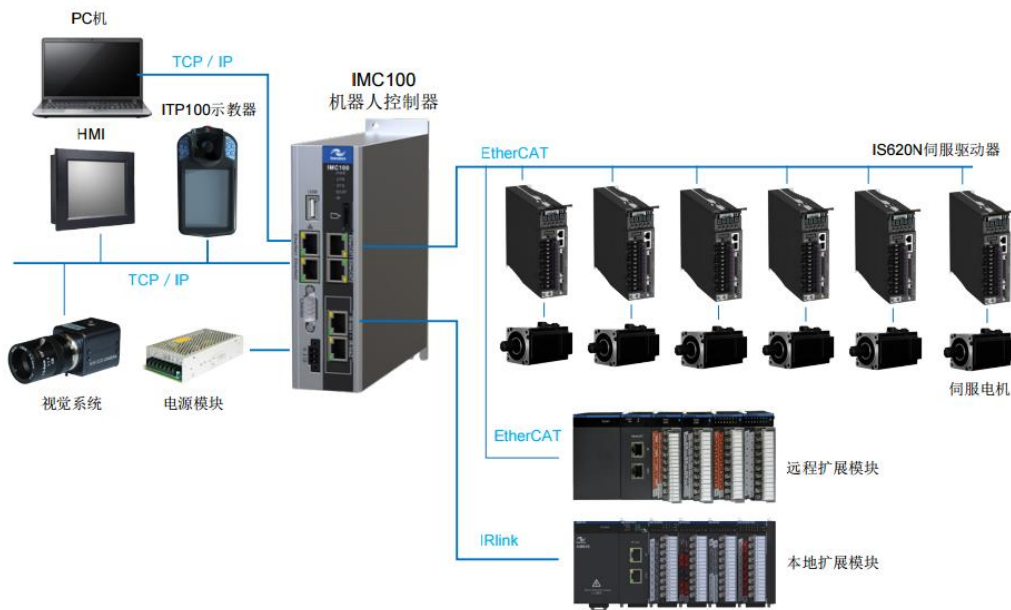 PC机
TCP / IP
IMC100
机器人控制器
ITP100示教器
HMI
IMC100
USB
EtherCAT
IS620N伺服驱动器
TCP / IP
视觉系统
电源模块
伺服电机
EtherCAT
远程扩展模块
IRlink
本地扩展模块